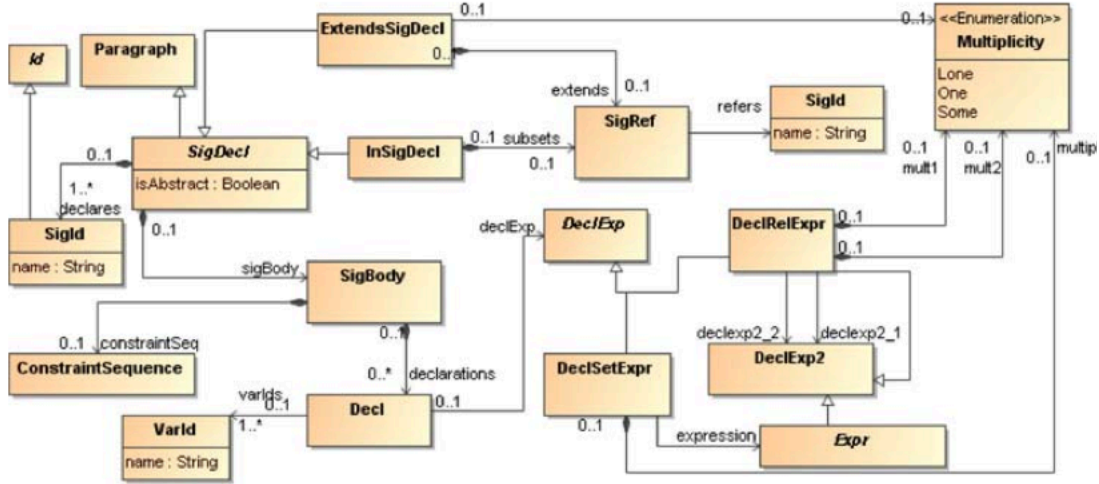 0..1
0..1
<<Enumeration>>
Multiplicity
Lone
One
Some
ExtendsSigDecl
0..1
Paragraph
Id
0..1
extends
SigRef
refers
SigId
name : String
SigDecl
isAbstract : Boolean
InSigDecl
0..1
subsets
0..1
0..1
1..*
declares
0..1
0..1
mult1
0..1
mult2
0..1
multipl
SigId
name : String
declExp
DeclExp
DeclRelExpr
0..1
0..1
sigBody
SigBody
0..1
constraintSeq
ConstraintSequence
0..1
0..*
declarations
declexp2_2
declexp2_1
DeclExp2
DeclSetExpr
0..1
expression
Expr
varIds
0..1
1..*
Decl
0..1
VarId
name : String